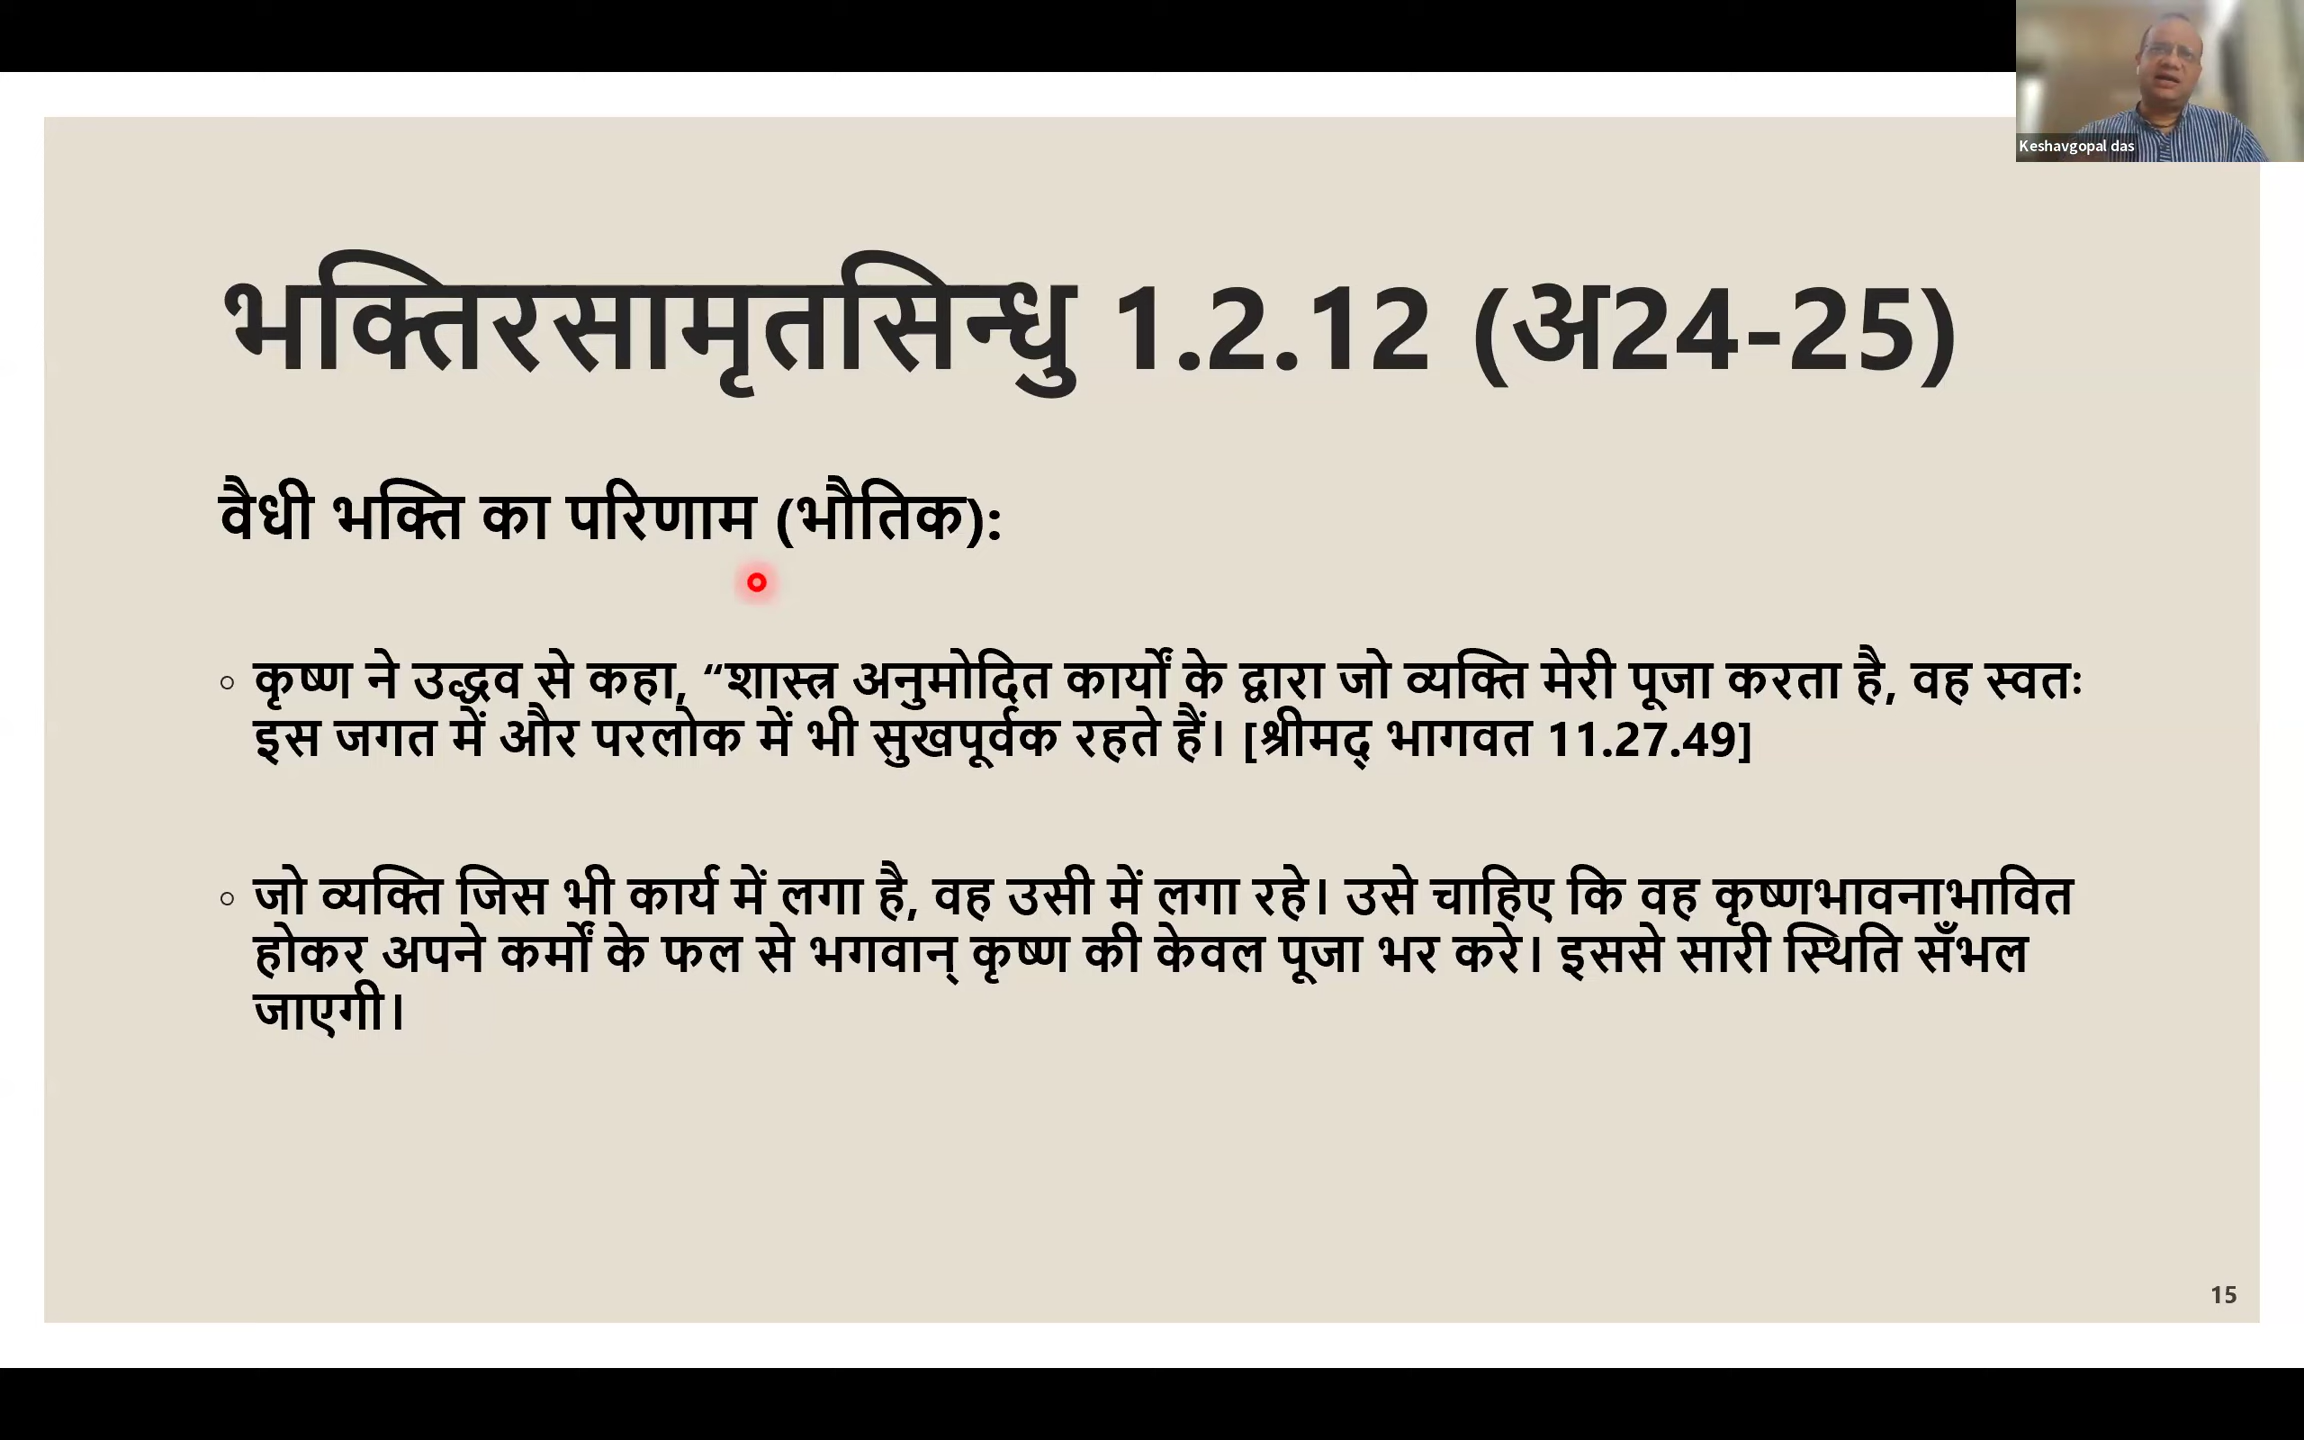 Keshavgopal das
भक्तिरसामृतसिन्धु 1.2.12 (अ24-25)
वैधी भक्ति का परिणाम (भौतिक):
◦ कृष्ण ने उद्धव से कहा, “शास्त्र अनुमोदित कार्यों के द्वारा जो व्यक्ति मेरी पूजा करता है, वह स्वतः
इस जगत में और परलोक में भी सुखपूर्वक रहते हैं। [श्रीमद् भागवत 11.27.49]
◦ जो व्यक्ति जिस भी कार्य में लगा है, वह उसी में लगा रहे। उसे चाहिए कि वह कृष्णभावनाभावित
होकर अपने कर्मों के फल से भगवान् कृष्ण की केवल पूजा भर करे। इससे सारी स्थिति सँभल
जाएगी।
15